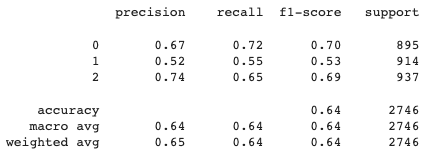 precision recall f1-score support
0 0.67 0.72 0.70 895
1 0.52 0.55 0.53 914
2 0.74 0.65 0.69 937
accuracy 0.64 2746
macro avg 0.64 0.64 0.64 2746
weighted avg 0.65 0.64 0.64 2746